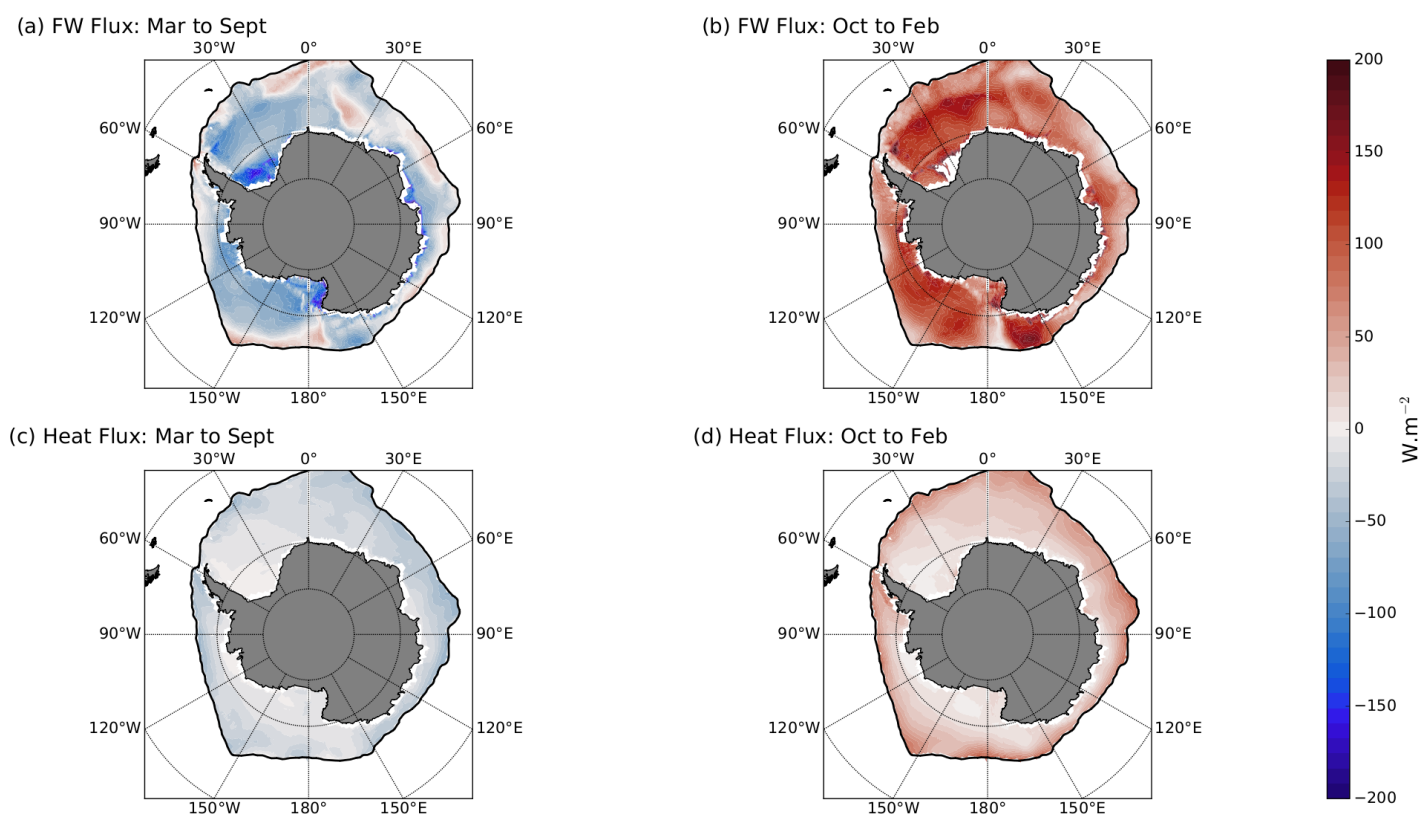 (a) FW Flux: Mar to Sept
(b) FW Flux: Oct to Feb
30°W 0° 30°E
30°W 0° 30°E
60°W 60°E
60°W 60°E
90°W 90°E
90°W 90°E
120°W 120°E
120°W 120°E
150°W 180° 150°E
150°W 180° 150°E
(c) Heat Flux: Mar to Sept
(d) Heat Flux: Oct to Feb
30°W 0° 30°E
30°W 0° 30°E
60°W 60°E
60°W 60°E
90°W 90°E
90°W 90°E
120°W 120°E
120°W 120°E
150°W 180° 150°E
150°W 180° 150°E
200
150
100
50
0
−50
−100
−150
−200
W.m⁻²